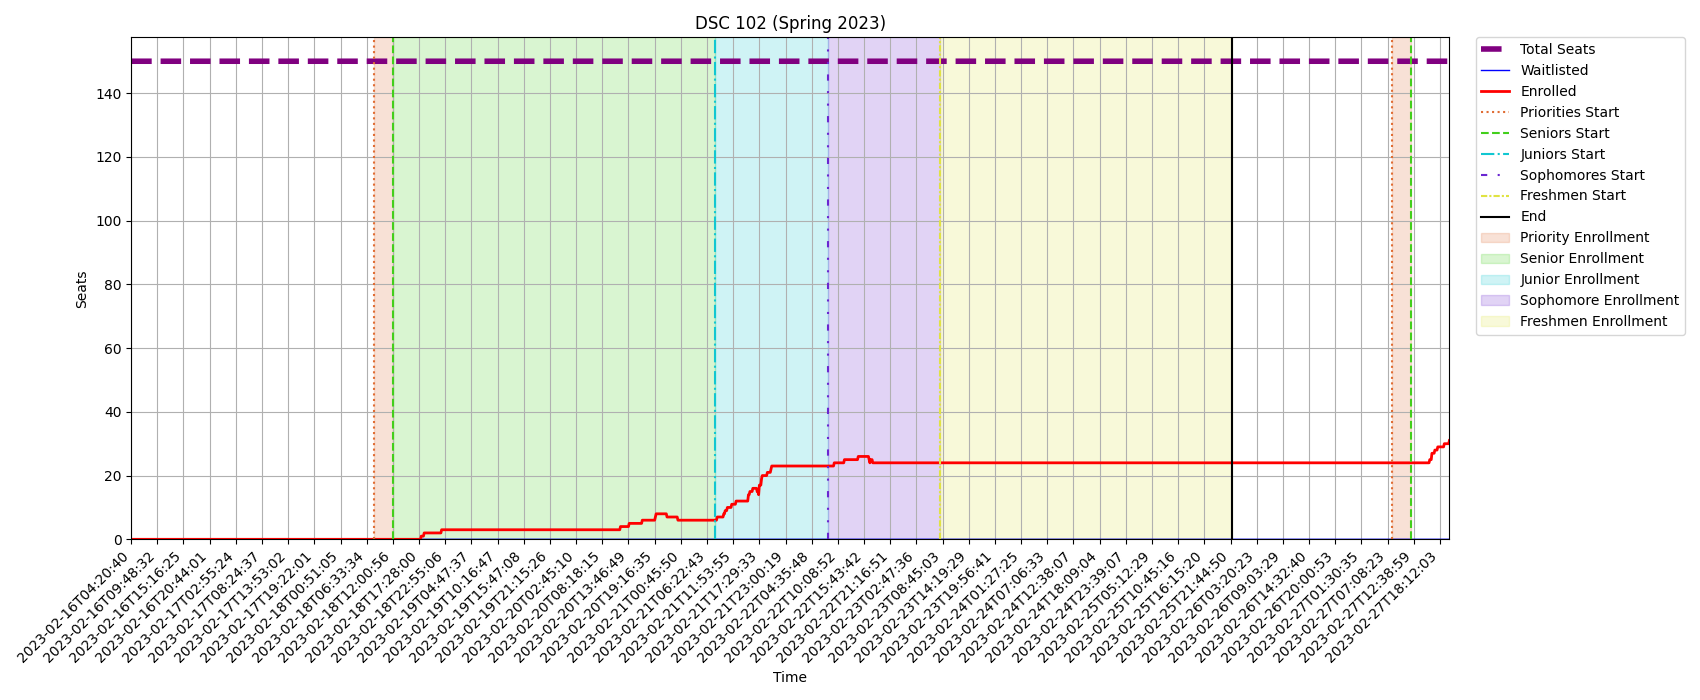 DSC 102 (Spring 2023)
Total Seats
Waitlisted
Enrolled
Priorities Start
Seniors Start
Juniors Start
Sophomores Start
Freshmen Start
End
Priority Enrollment
Senior Enrollment
Junior Enrollment
Sophomore Enrollment
Freshmen Enrollment
Seats
140
120
100
80
60
40
20
0
2023-02-16T04:20:40
2023-02-16T09:48:32
2023-02-16T15:16:25
2023-02-16T20:44:01
2023-02-17T02:55:24
2023-02-17T08:24:37
2023-02-17T13:53:02
2023-02-17T19:22:01
2023-02-18T00:51:05
2023-02-18T06:33:34
2023-02-18T12:00:56
2023-02-18T17:28:00
2023-02-18T22:55:06
2023-02-19T04:47:37
2023-02-19T10:16:47
2023-02-19T15:47:08
2023-02-19T21:15:26
2023-02-20T02:45:10
2023-02-20T08:18:15
2023-02-20T13:46:49
2023-02-20T19:16:35
2023-02-21T00:45:50
2023-02-21T06:22:43
2023-02-21T11:53:55
2023-02-21T17:29:33
2023-02-21T23:00:19
2023-02-22T04:35:48
2023-02-22T10:08:52
2023-02-22T15:43:42
2023-02-22T21:16:51
2023-02-23T02:47:36
2023-02-23T08:45:03
2023-02-23T14:19:29
2023-02-23T19:56:41
2023-02-24T01:27:25
2023-02-24T07:06:33
2023-02-24T12:38:07
2023-02-24T18:09:04
2023-02-24T23:39:07
2023-02-25T05:12:29
2023-02-25T10:45:16
2023-02-25T16:15:20
2023-02-25T21:44:50
2023-02-26T03:20:23
2023-02-26T09:03:29
2023-02-26T14:32:40
2023-02-26T20:00:53
2023-02-27T01:30:35
2023-02-27T07:08:23
2023-02-27T12:38:59
2023-02-27T18:12:03
Time